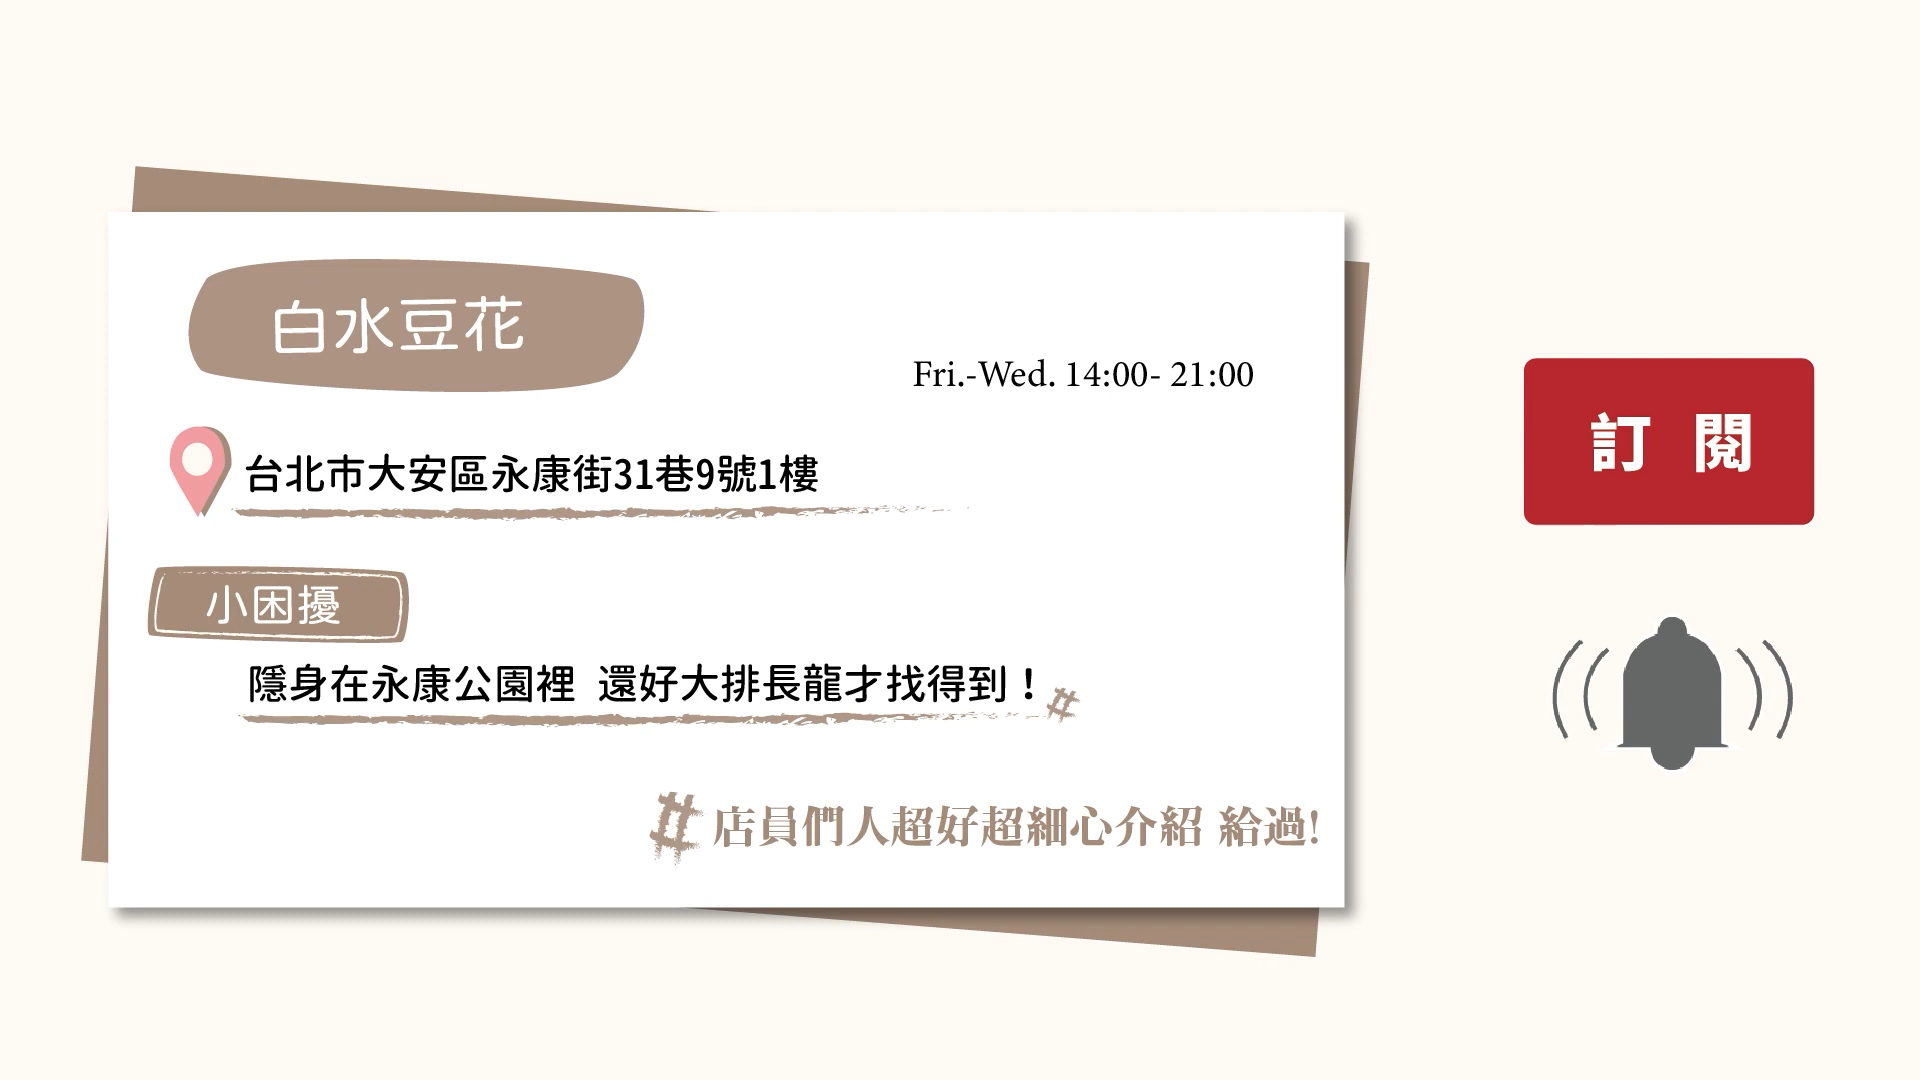 白水豆花
Fri.-Wed. 14:00- 21:00
台北市大安區永康街31巷9號1樓
小困擾
隱身在永康公園裡 還好大排長龍才找得到！#
#店員們人超好超細心介紹 給過!
訂 閱